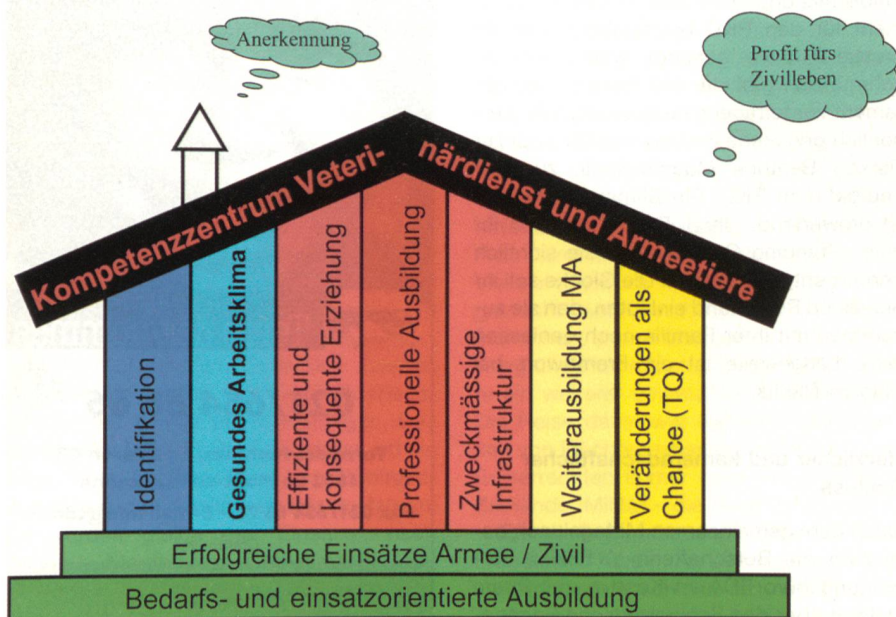 Anerkennung
Profit fürs
Zivilleben
Kompetenzzentrum Veteri-
närdienst und Armeetiere
Identifikation
Gesundes Arbeitsklima
Effiziente und
konsequente Erziehung
Professionelle Ausbildung
Zweckmässige
Infrastruktur
Weiterausbildung MA
Veränderungen als
Chance (TQ)
Erfolgreiche Einsätze Armee / Zivil
Bedarfs- und einsatzorientierte Ausbildung